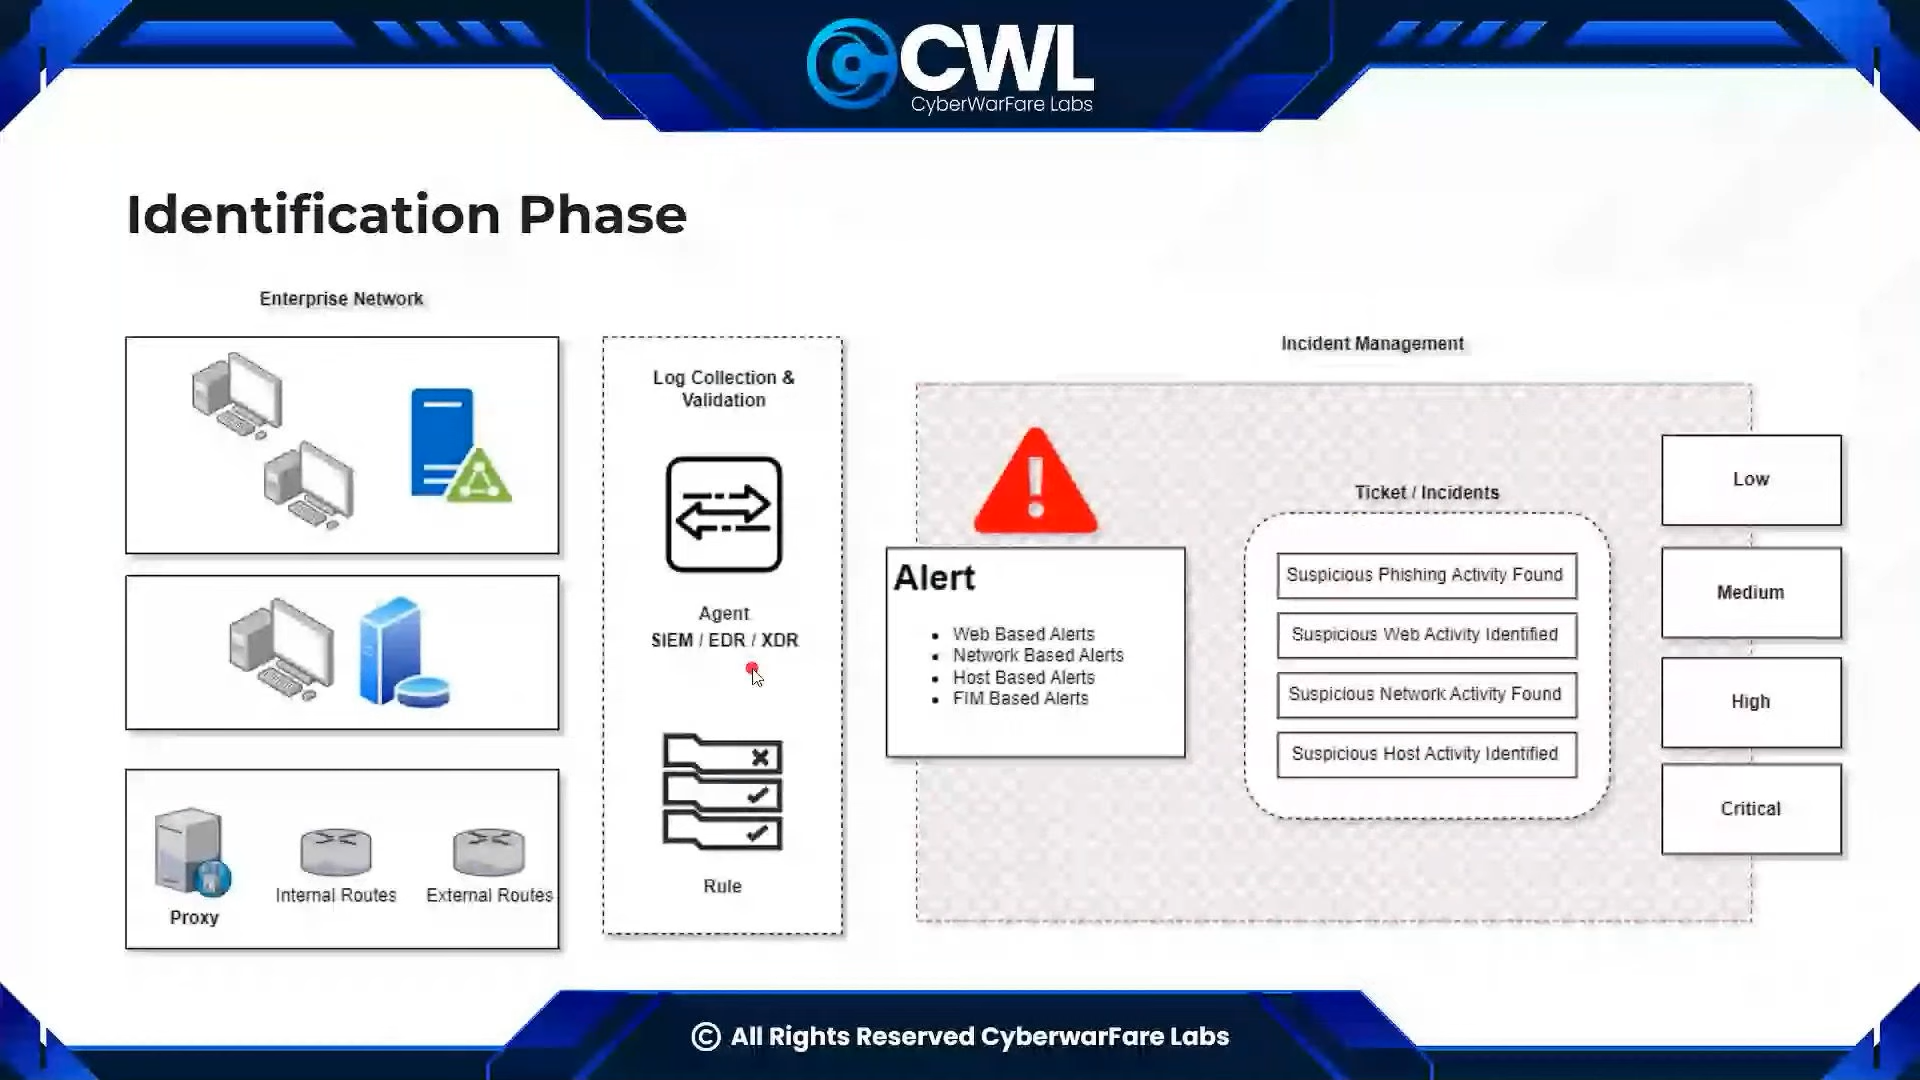 CWL
CyberWarFare Labs
Identification Phase
Enterprise Network
Proxy
Internal Routes
External Routes
Log Collection &
Validation
Agent
SIEM / EDR / XDR
Rule
Incident Management
Alert
Web Based Alerts
Network Based Alerts
Host Based Alerts
FIM Based Alerts
Ticket / Incidents
Suspicious Phishing Activity Found
Suspicious Web Activity Identified
Suspicious Network Activity Found
Suspicious Host Activity Identified
Low
Medium
High
Critical
© All Rights Reserved CyberwarFare Labs